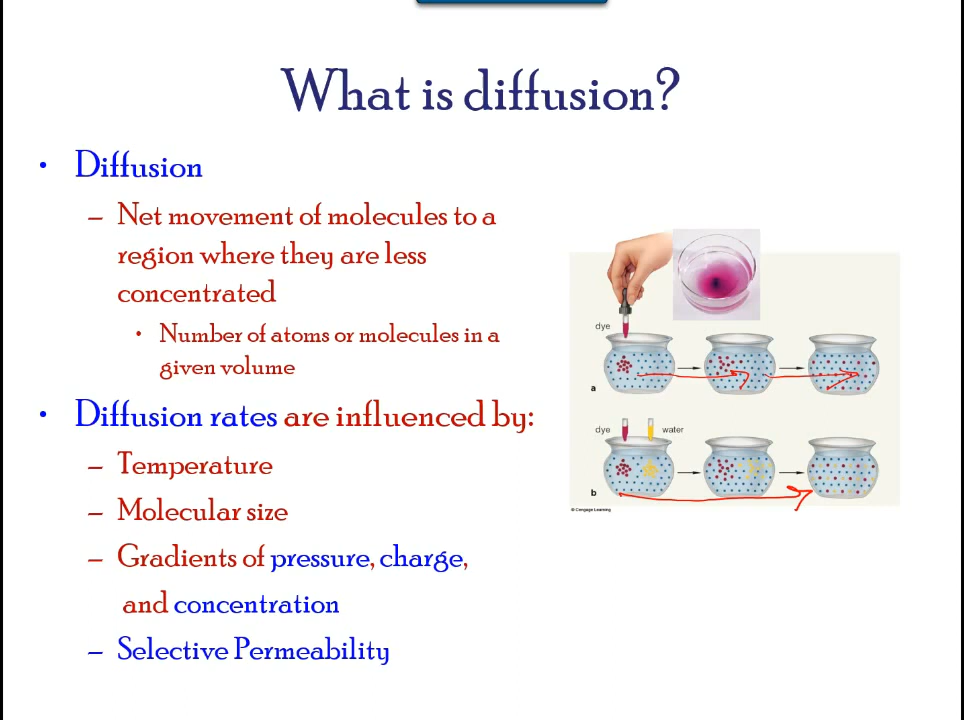 What is diffusion?
• Diffusion
– Net movement of molecules to a
region where they are less
concentrated
• Number of atoms or molecules in a
given volume
• Diffusion rates are influenced by:
– Temperature
– Molecular size
– Gradients of pressure, charge,
and concentration
– Selective Permeability
dye
a
dye water
b
© Cengage Learning